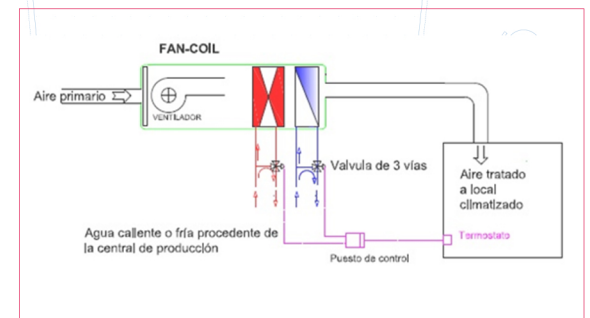 FAN-COIL
Aire primario
VENTILADOR
Valvula de 3 vías
Aire tratado
a local
climatizado
Agua caliente o fría procedente de
la central de producción
Termostato
Puesto de control